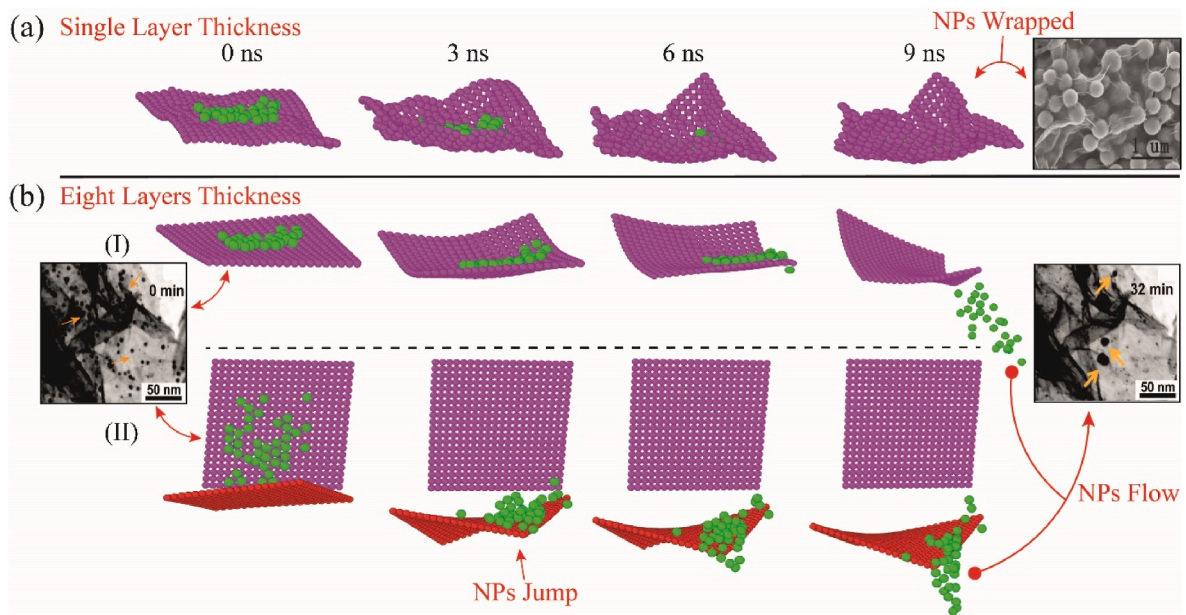 (a) Single Layer Thickness
NPs Wrapped
0 ns 3 ns 6 ns 9 ns
1 um
(b) Eight Layers Thickness
(I)
0 min
50 nm
32 min
50 nm
(II)
NPs Flow
NPs Jump